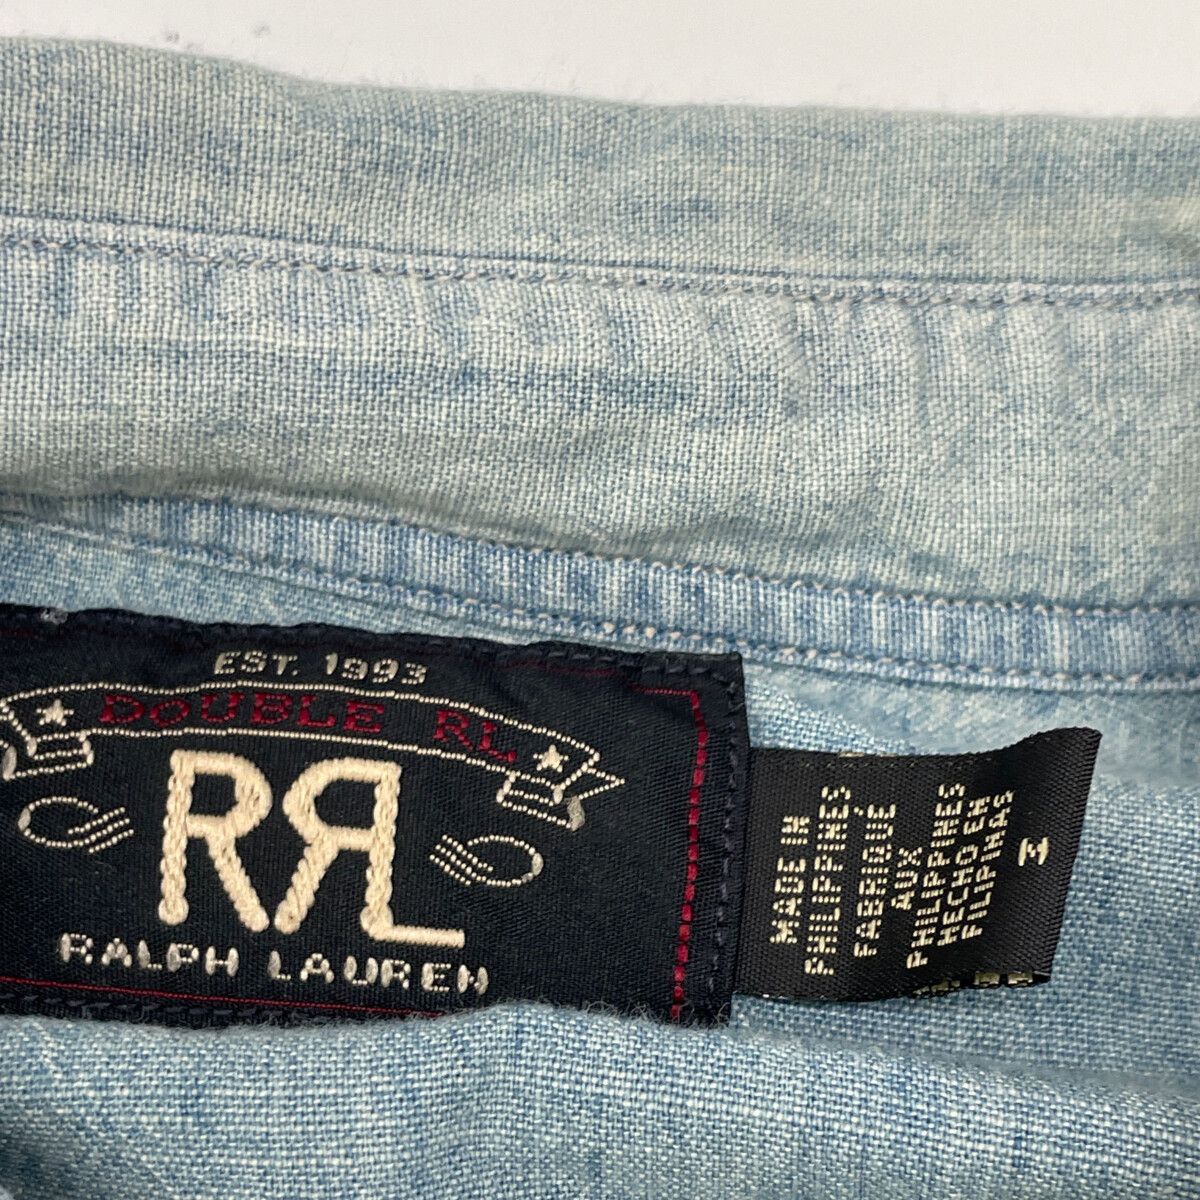 EST. 1993
DOUBLE RL
RRL
RALPH LAUREN
MADE IN
PHILIPPINES
FABRIQUÉ
AUX
PHILIPPINES
HECHO EN
FILIPINAS
M